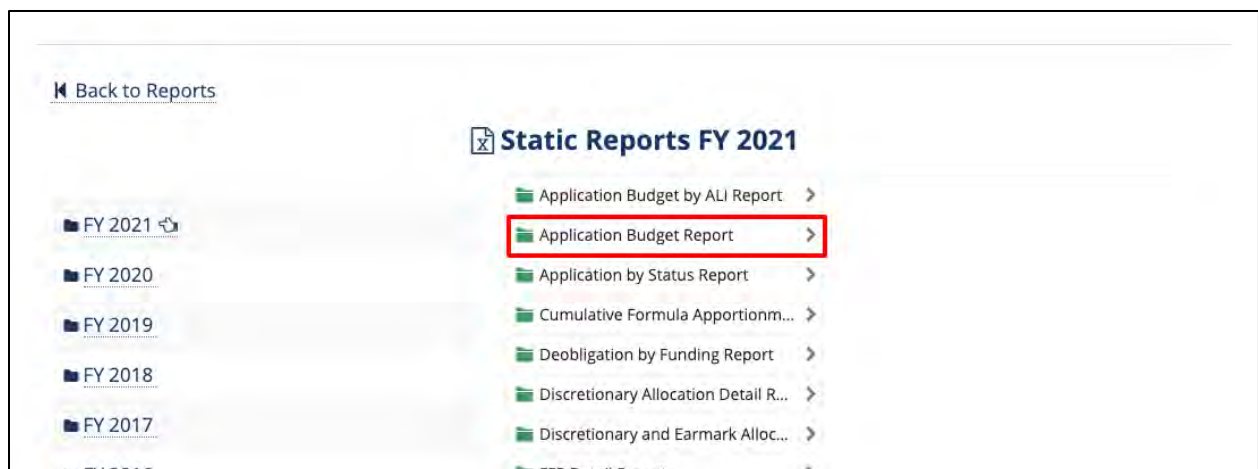 Back to Reports
Static Reports FY 2021
FY 2021
FY 2020
FY 2019
FY 2018
FY 2017
Application Budget by ALI Report
Application Budget Report
Application by Status Report
Cumulative Formula Apportionm...
Deobligation by Funding Report
Discretionary Allocation Detail R...
Discretionary and Earmark Alloc...